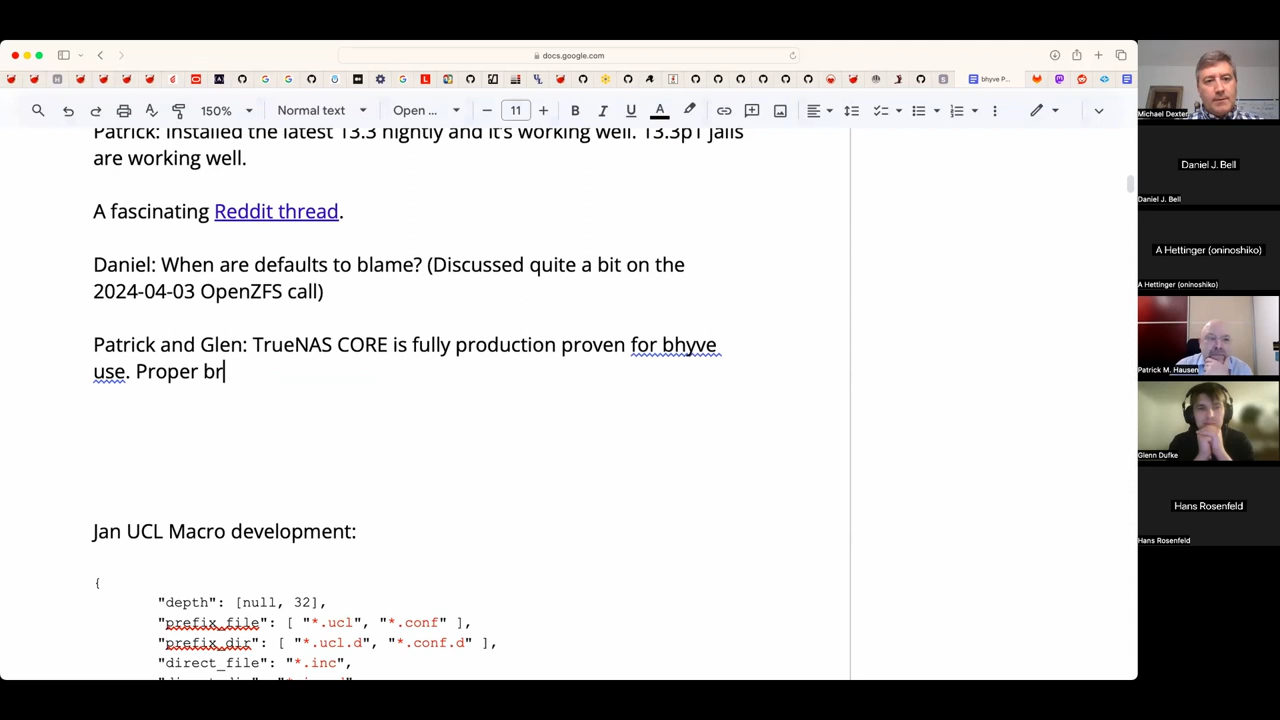 docs.google.com
bhyve P...
150%
Normal text
Open ...
11
Patrick: Installed the latest 13.3 nightly and it's working well. 13.3p1 jails
are working well.
A fascinating Reddit thread.
Daniel: When are defaults to blame? (Discussed quite a bit on the
2024-04-03 OpenZFS call)
Patrick and Glen: TrueNAS CORE is fully production proven for bhyve
use. Proper br
Jan UCL Macro development:
{
"depth": [null, 32],
"prefix_file": [ "*.ucl", "*.conf" ],
"prefix_dir": [ "*.ucl.d", "*.conf.d" ],
"direct_file": "*.inc",
Michael Dexter
Daniel J. Bell
Daniel J. Bell
A Hettinger (oninoshiko)
A Hettinger (oninoshiko)
Patrick M. Hausen
Glenn Dufke
Hans Rosenfeld
Hans Rosenfeld